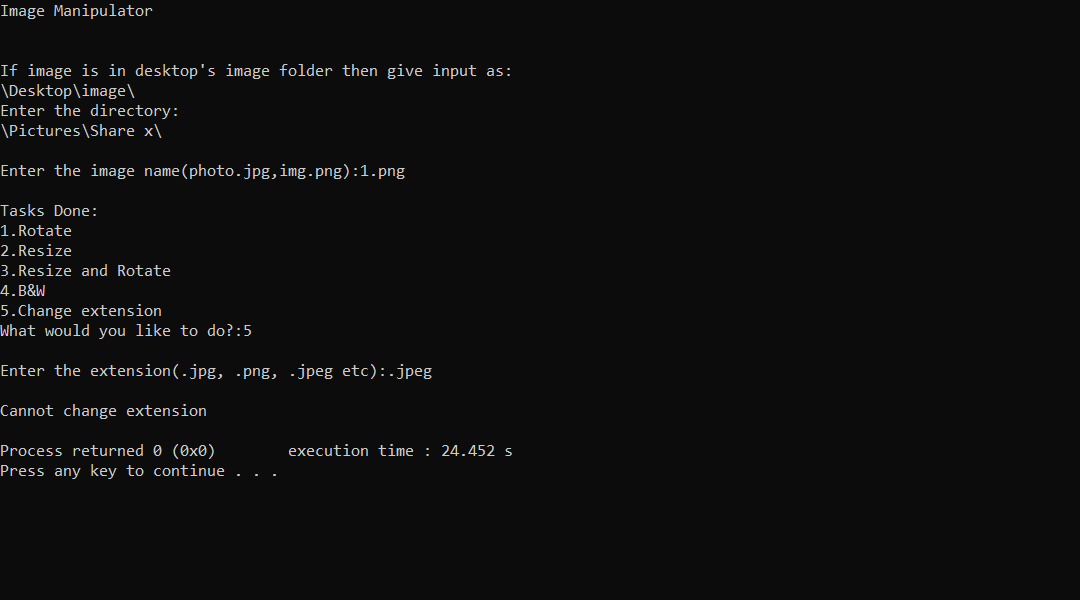 Image Manipulator
If image is in desktop's image folder then give input as:
\Desktop\image\
Enter the directory:
\Pictures\Share x\
Enter the image name(photo.jpg,img.png):1.png
Tasks Done:
1.Rotate
2.Resize
3.Resize and Rotate
4.B&W
5.Change extension
What would you like to do?:5
Enter the extension(.jpg, .png, .jpeg etc):.jpeg
Cannot change extension
Process returned 0 (0x0)        execution time : 24.452 s
Press any key to continue . . .